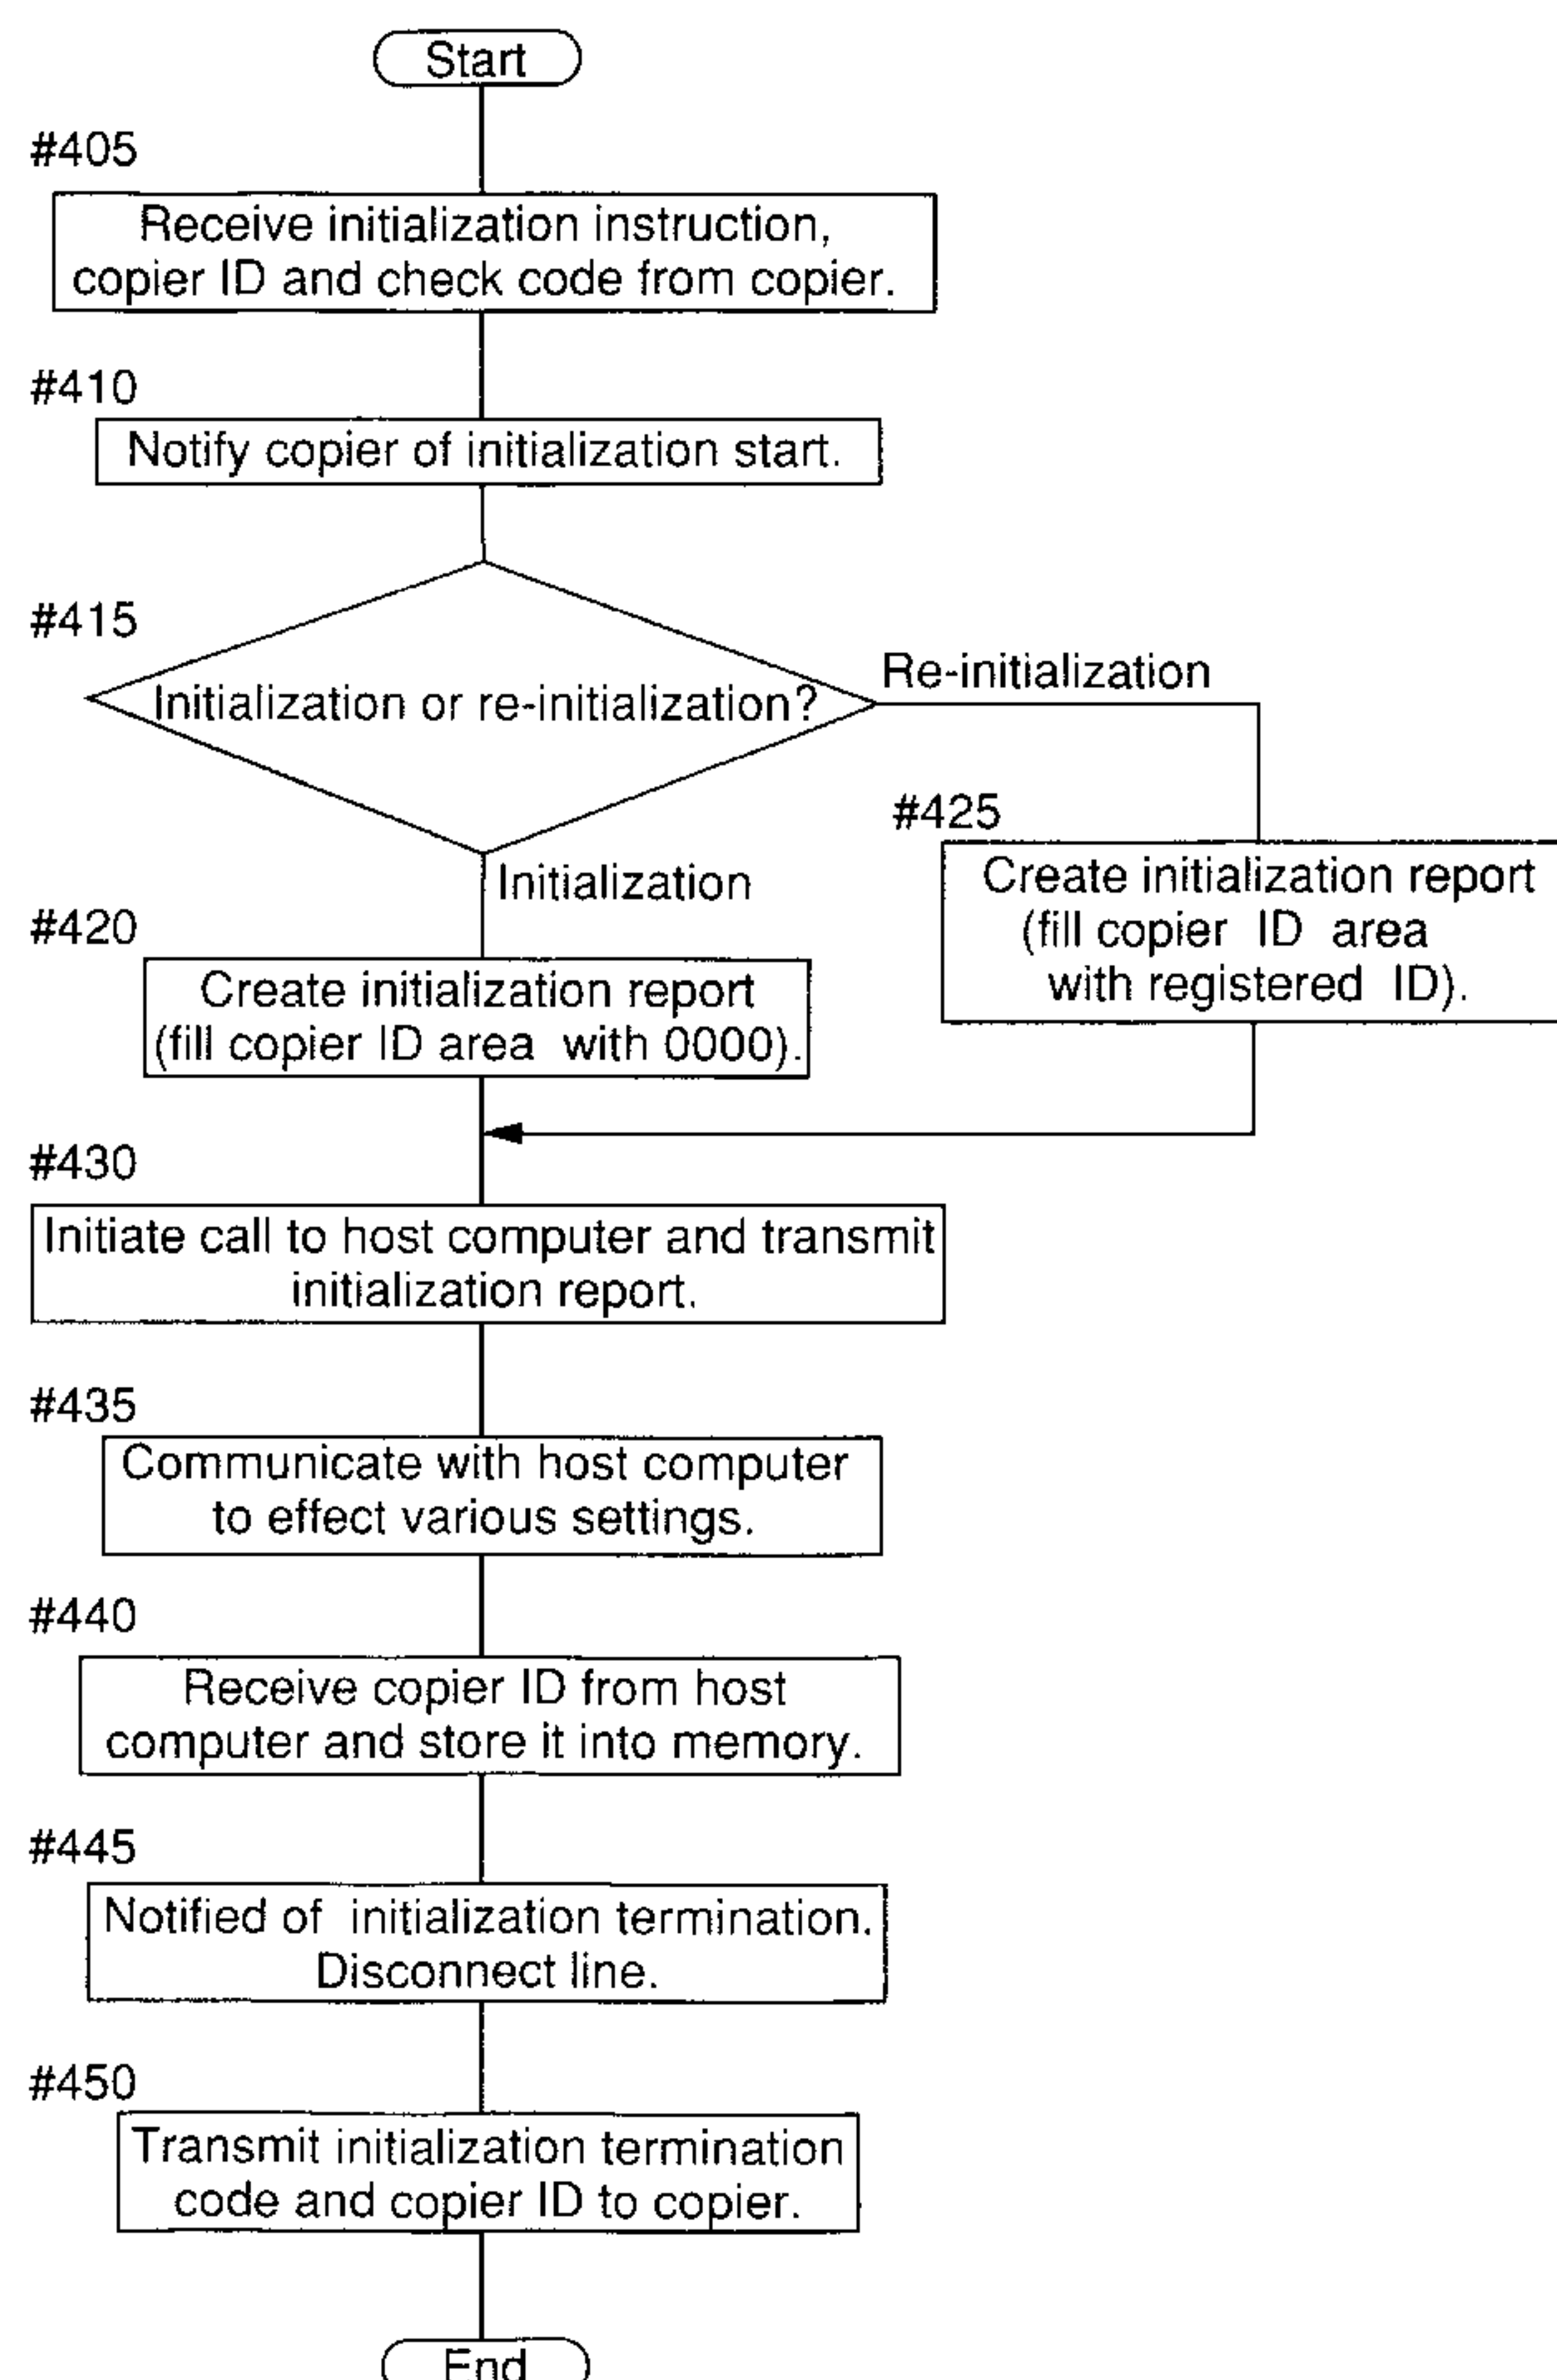 Start
#405
Receive initialization instruction,
copier ID and check code from copier.
#410
Notify copier of initialization start.
#415
Initialization or re-initialization?
Re-initialization
#425
Create initialization report
(fill copier ID area
with registered ID).
Initialization
#420
Create initialization report
(fill copier ID area with 0000).
#430
Initiate call to host computer and transmit
initialization report.
#435
Communicate with host computer
to effect various settings.
#440
Receive copier ID from host
computer and store it into memory.
#445
Notified of initialization termination.
Disconnect line.
#450
Transmit initialization termination
code and copier ID to copier.
End